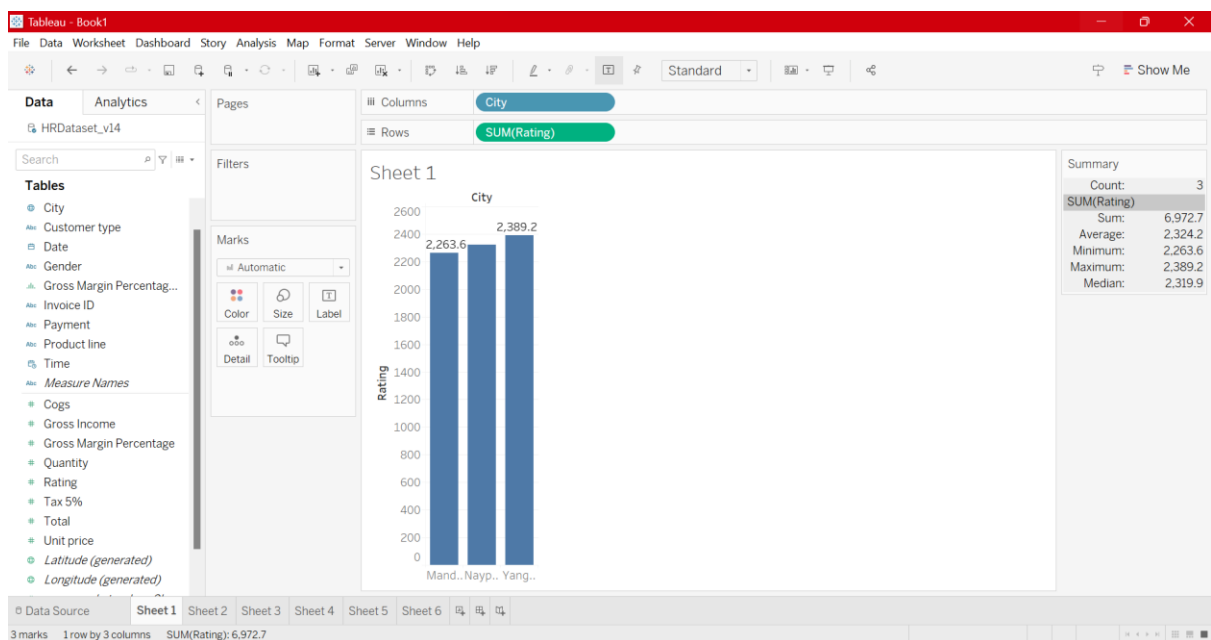 Tableau - Book1
File Data Worksheet Dashboard Story Analysis Map Format Server Window Help
Standard
Show Me
Data Analytics
HRDataset_v14
Search
Tables
City
Abc Customer type
Date
Abc Gender
Gross Margin Percentag...
Abc Invoice ID
Abc Payment
Abc Product line
Time
Abc Measure Names
# Cogs
# Gross Income
# Gross Margin Percentage
# Quantity
# Rating
# Tax 5%
# Total
# Unit price
Latitude (generated)
Longitude (generated)
Pages
Filters
Marks
Automatic
Color Size Label
Detail Tooltip
Columns City
Rows SUM(Rating)
Sheet 1
City
2600
2400
2200
2000
1800
1600
1400
1200
1000
800
600
400
200
0
Rating
2,263.6
2,389.2
Mand.. Nayp.. Yang..
Summary
Count: 3
SUM(Rating)
Sum: 6,972.7
Average: 2,324.2
Minimum: 2,263.6
Maximum: 2,389.2
Median: 2,319.9
Data Source Sheet 1 Sheet 2 Sheet 3 Sheet 4 Sheet 5 Sheet 6
3 marks 1 row by 3 columns SUM(Rating): 6,972.7